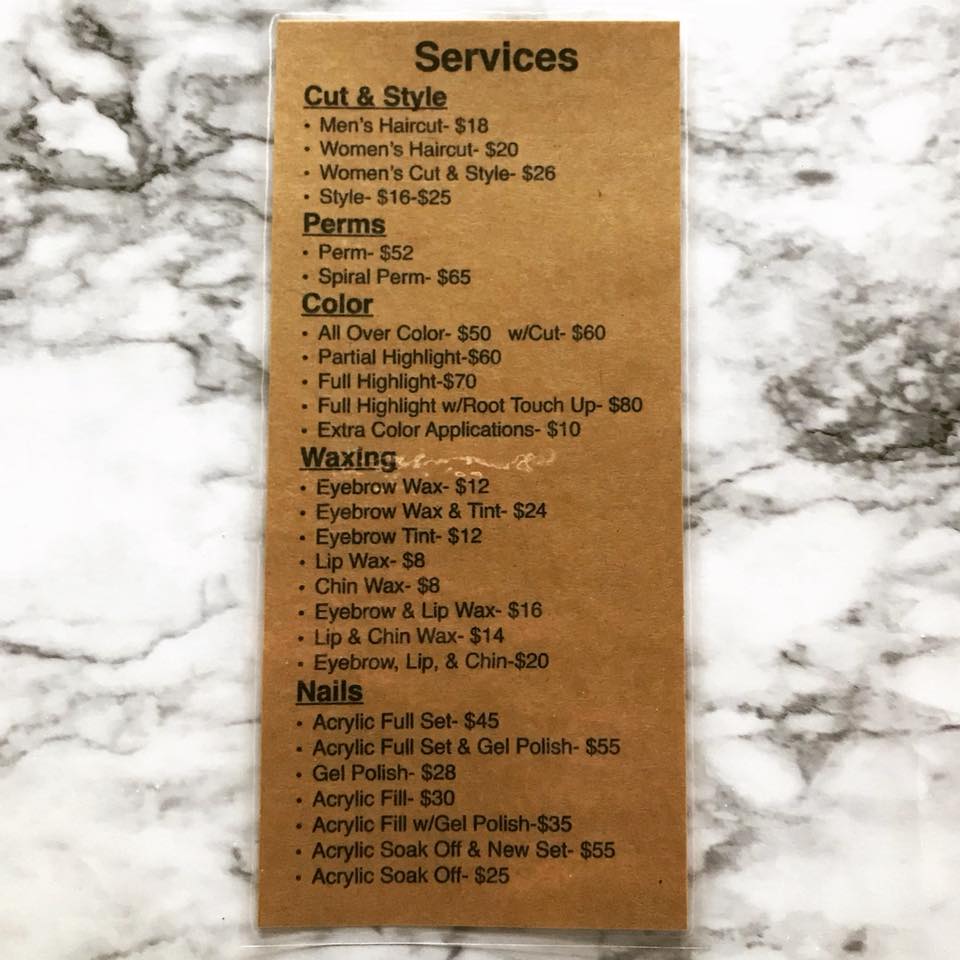 Services
Cut & Style
• Men's Haircut- $18
• Women's Haircut- $20
• Women's Cut & Style- $26
• Style- $16-$25
Perms
• Perm- $52
• Spiral Perm- $65
Color
• All Over Color- $50 w/Cut- $60
• Partial Highlight-$60
• Full Highlight-$70
• Full Highlight w/Root Touch Up- $80
• Extra Color Applications- $10
Waxing
• Eyebrow Wax- $12
• Eyebrow Wax & Tint- $24
• Eyebrow Tint- $12
• Lip Wax- $8
• Chin Wax- $8
• Eyebrow & Lip Wax- $16
• Lip & Chin Wax- $14
• Eyebrow, Lip, & Chin-$20
Nails
• Acrylic Full Set- $45
• Acrylic Full Set & Gel Polish- $55
• Gel Polish- $28
• Acrylic Fill- $30
• Acrylic Fill w/Gel Polish-$35
• Acrylic Soak Off & New Set- $55
• Acrylic Soak Off- $25